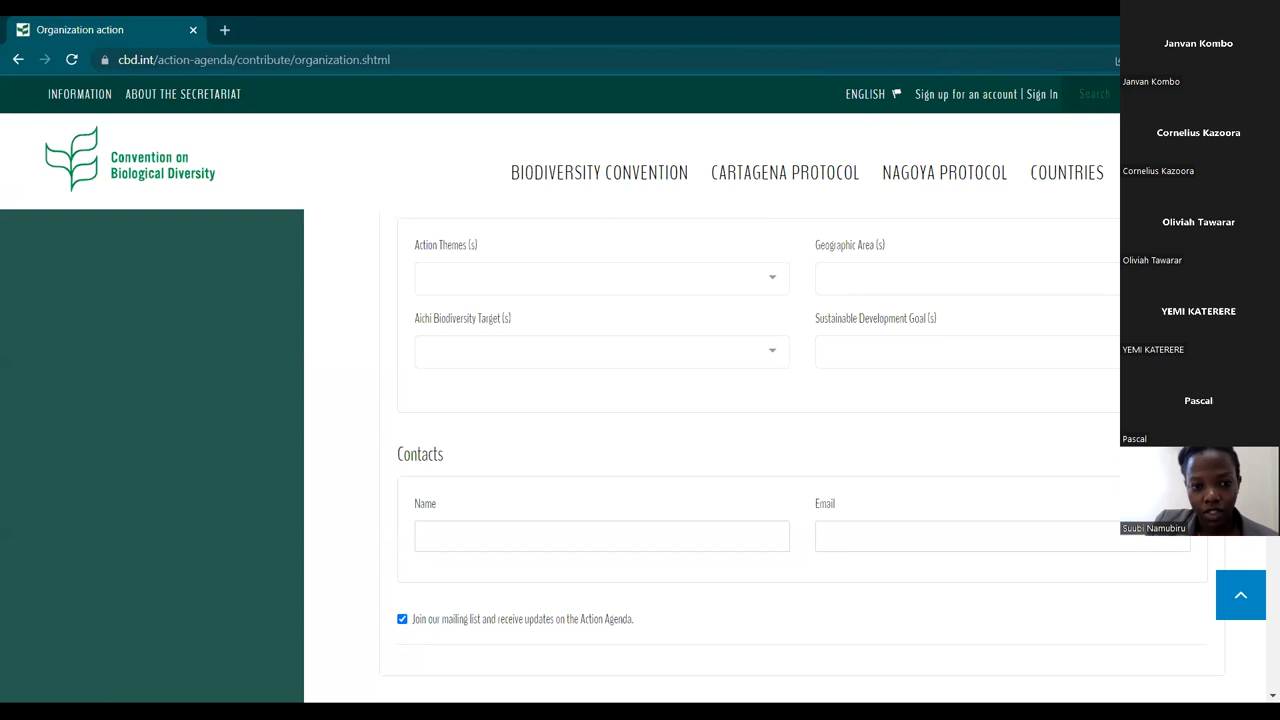 Organization action
cbd.int/action-agenda/contribute/organization.shtml
INFORMATION ABOUT THE SECRETARIAT
ENGLISH Sign up for an account | Sign In Search
Convention on
Biological Diversity
BIODIVERSITY CONVENTION CARTAGENA PROTOCOL NAGOYA PROTOCOL COUNTRIES
Action Themes (s) Geographic Area (s)
Aichi Biodiversity Target (s) Sustainable Development Goal (s)
Contacts
Name Email
Join our mailing list and receive updates on the Action Agenda.
Janvan Kombo
Janvan Kombo
Cornelius Kazoora
Cornelius Kazoora
Oliviah Tawarar
Oliviah Tawarar
YEMI KATERERE
YEMI KATERERE
Pascal
Pascal
Suubi Namubiru